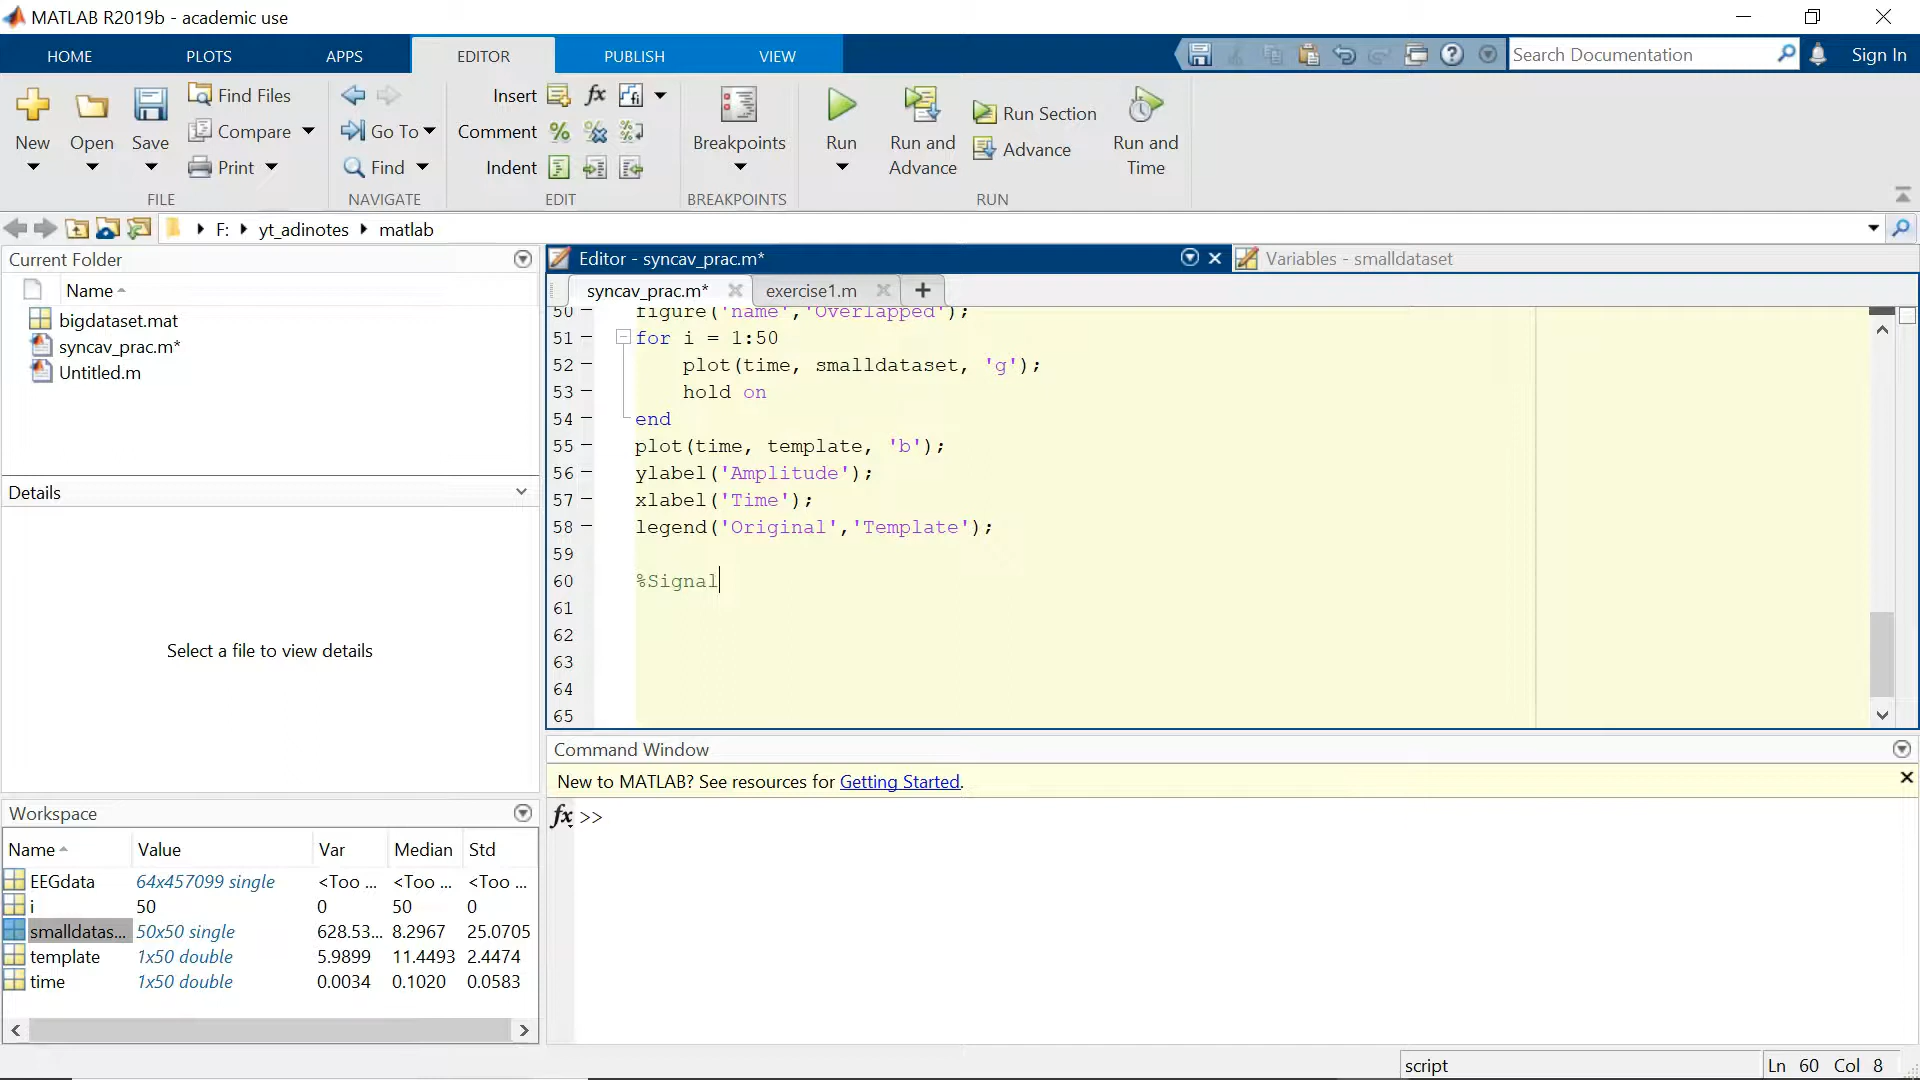 MATLAB R2019b - academic use
HOME PLOTS APPS EDITOR PUBLISH VIEW Search Documentation Sign In
New Open Save Find Files Compare Print FILE
Go To Find NAVIGATE
Insert fx Comment Indent EDIT
Breakpoints BREAKPOINTS
Run Run and Advance Run Section Advance Run and Time RUN
F: yt_adinotes matlab
Current Folder
Name
bigdataset.mat
syncav_prac.m*
Untitled.m
Details
Select a file to view details
Workspace
Name Value Var Median Std
EEGdata 64x457099 single <Too ... <Too ... <Too ...
i 50 0 50 0
smalldatas... 50x50 single 628.53... 8.2967 25.0705
template 1x50 double 5.9899 11.4493 2.4474
time 1x50 double 0.0034 0.1020 0.0583
Editor - syncav_prac.m* Variables - smalldataset
syncav_prac.m* exercise1.m +
50 figure('name','Overlapped');
51 for i = 1:50
52 plot(time, smalldataset, 'g');
53 hold on
54 end
55 plot(time, template, 'b');
56 ylabel('Amplitude');
57 xlabel('Time');
58 legend('Original','Template');
59
60 %Signal
61
62
63
64
65
Command Window
New to MATLAB? See resources for Getting Started.
fx >>
script Ln 60 Col 8